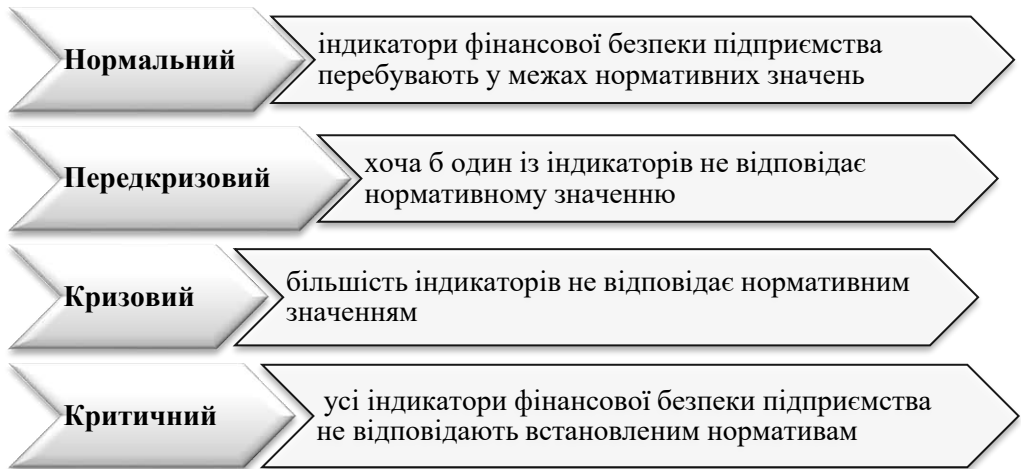 Нормальний
індикатори фінансової безпеки підприємства
перебувають у межах нормативних значень
Передкризовий
хоча б один із індикаторів не відповідає
нормативному значенню
Кризовий
більшість індикаторів не відповідає нормативним
значенням
Критичний
усі індикатори фінансової безпеки підприємства
не відповідають встановленим нормативам